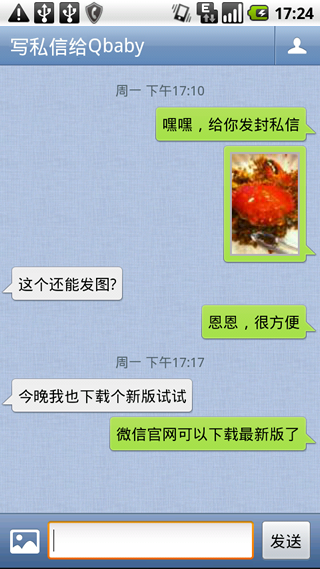 17:24
写私信给Qbaby
周一 下午17:10
嘿嘿，给你发封私信
这个还能发图?
恩恩，很方便
周一 下午17:17
今晚我也下载个新版试试
微信官网可以下载最新版了
发送